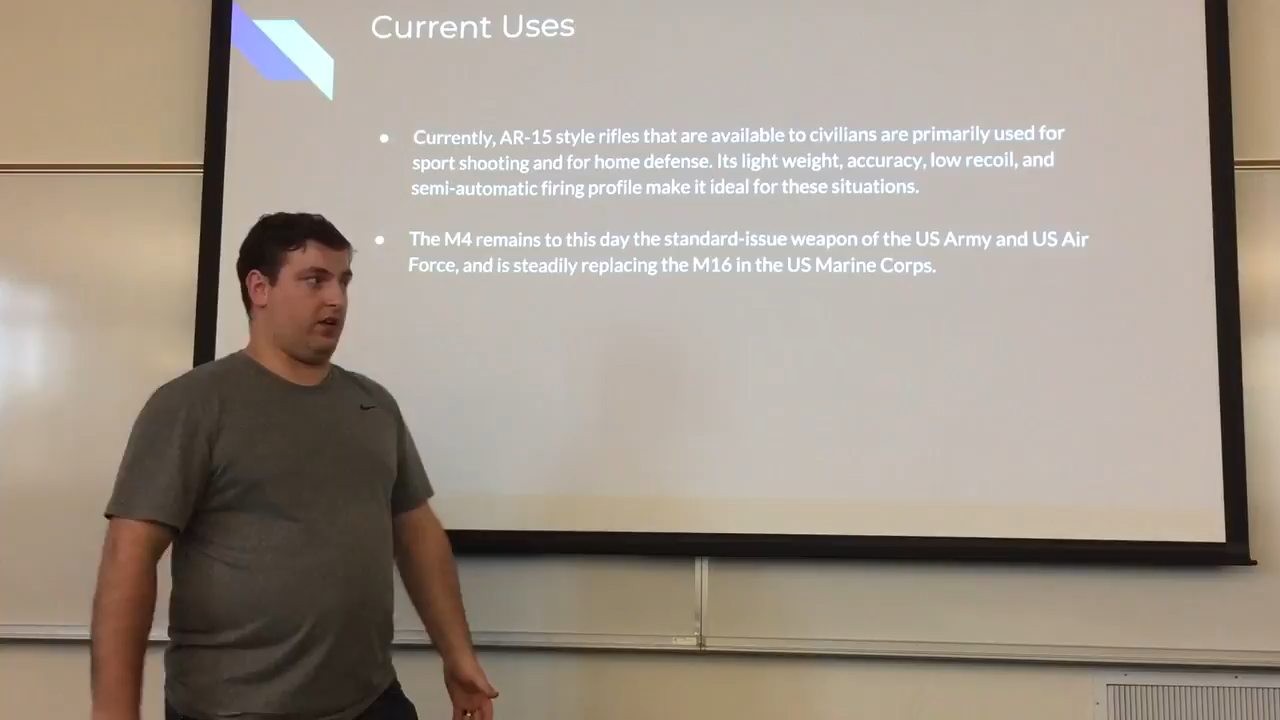 Current Uses
Currently, AR-15 style rifles that are available to civilians are primarily used for
sport shooting and for home defense. Its light weight, accuracy, low recoil, and
semi-automatic firing profile make it ideal for these situations.
The M4 remains to this day the standard-issue weapon of the US Army and US Air
Force, and is steadily replacing the M16 in the US Marine Corps.